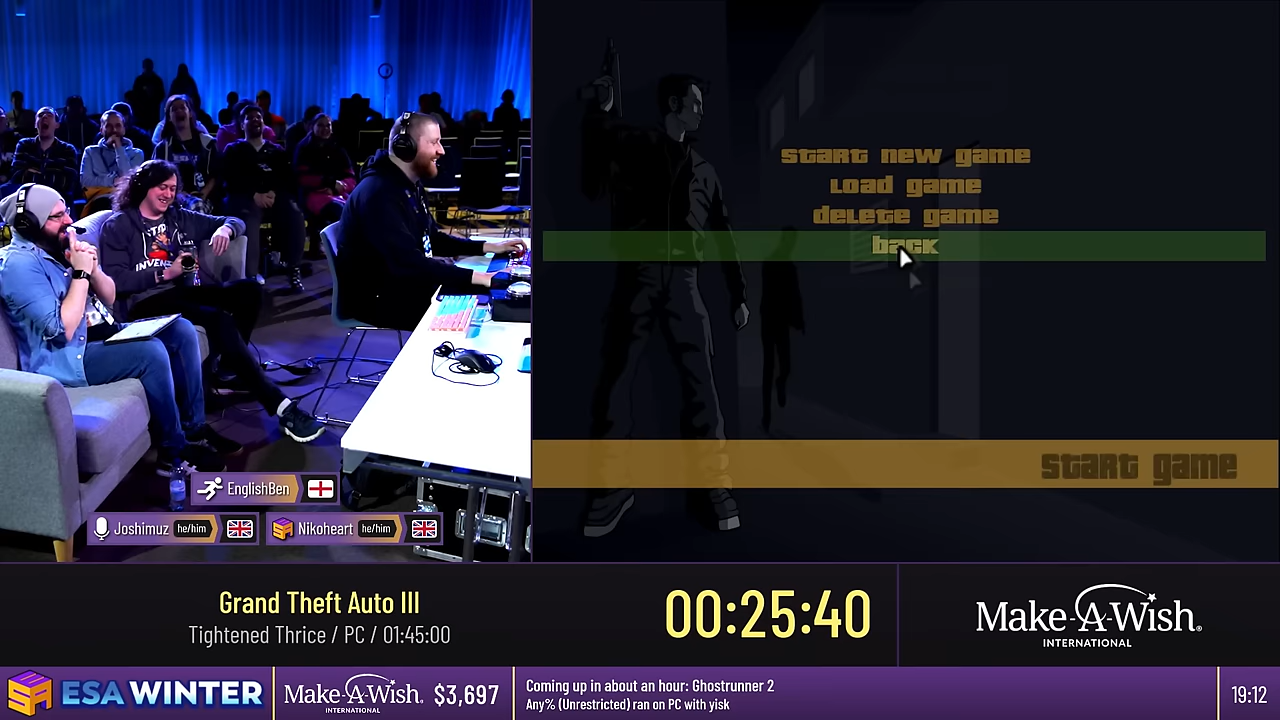 start new game
Load game
delete game
back
start game
EnglishBen
Joshimuz he/him
Nikoheart he/him
Grand Theft Auto III
Tightened Thrice / PC / 01:45:00
00:25:40
Make-A-Wish.
INTERNATIONAL
ESA WINTER
Make-A-Wish.
INTERNATIONAL
$3,697
Coming up in about an hour: Ghostrunner 2
Any% (Unrestricted) ran on PC with yisk
19:12